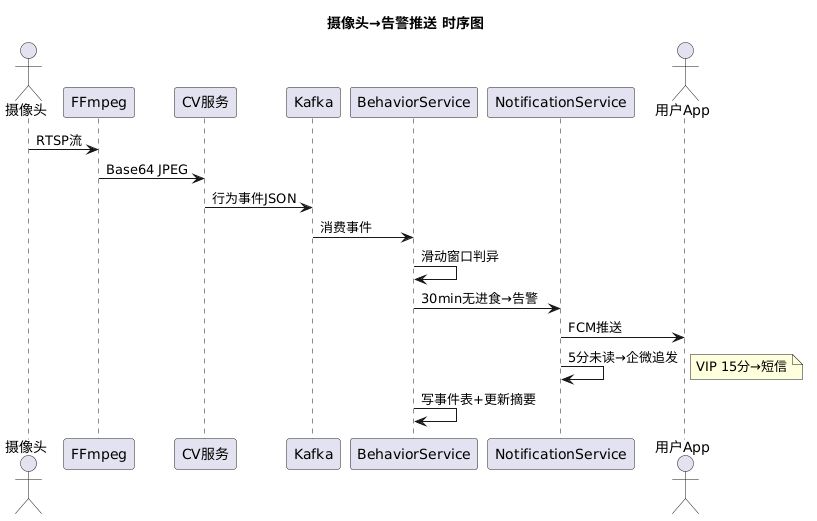 摄像头→告警推送 时序图
摄像头
FFmpeg
CV服务
Kafka
BehaviorService
NotificationService
用户App
RTSP流
Base64 JPEG
行为事件JSON
消费事件
滑动窗口判异
30min无进食→告警
FCM推送
5分未读→企微追发
VIP 15分→短信
写事件表+更新摘要
摄像头
FFmpeg
CV服务
Kafka
BehaviorService
NotificationService
用户App